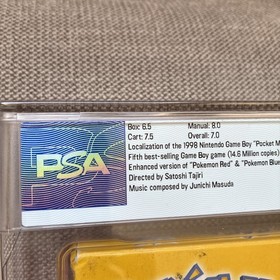 PSA
Box: 6.5 Manual: 8.0
Cart: 7.5 Overall: 7.0
Localization of the 1998 Nintendo Game Boy "Pocket M
Fifth best-selling Game Boy game (14.6 Million copies)
Enhanced version of "Pokemon Red" & "Pokemon Blue
Directed by Satoshi Tajiri
Music composed by Junichi Masuda